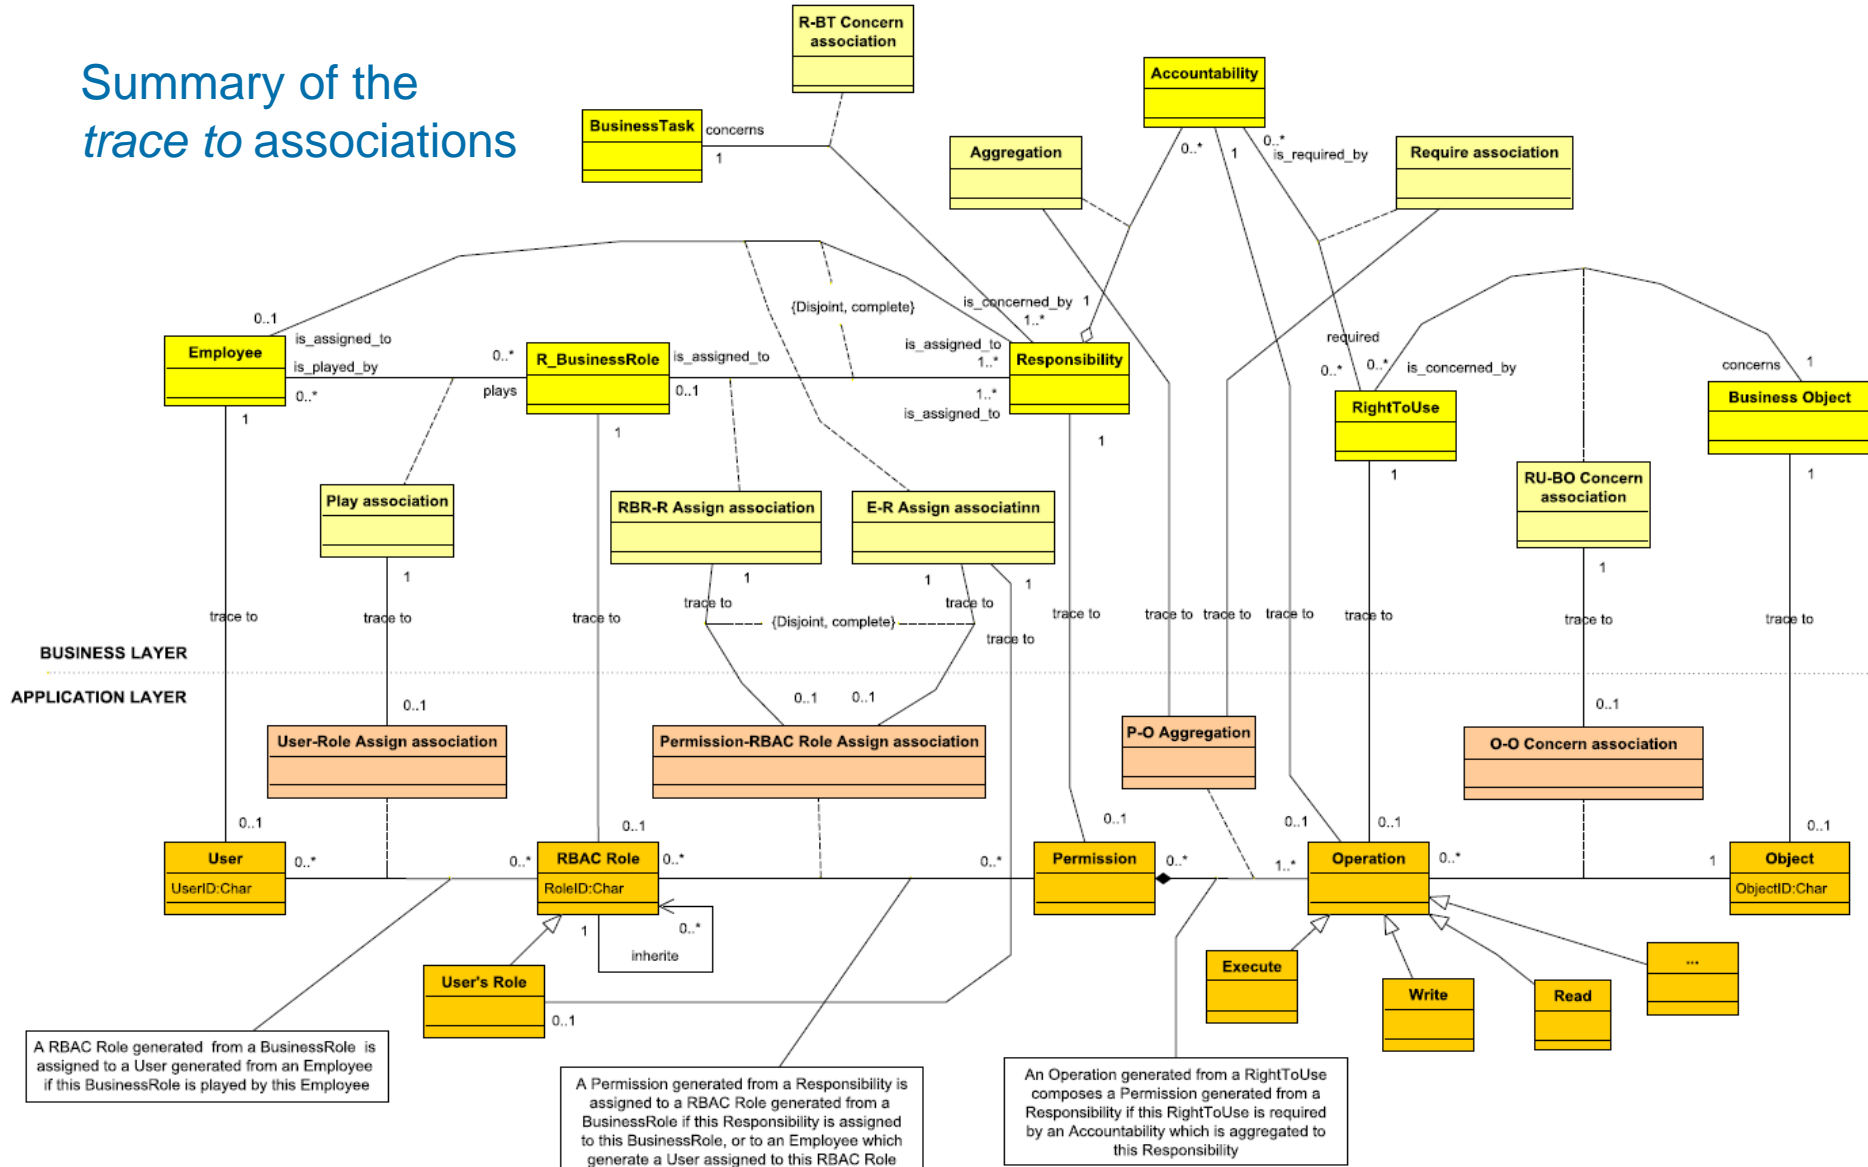 Summary of the
trace to associations
R-BT Concern
association
BusinessTask
concerns
1
Accountability
Aggregation
0..*
1
0..*
is_required_by
Require association
{Disjoint, complete}
is_concerned_by
1
1..*
0..1
Employee
is_assigned_to
is_played_by
0..*
0..*
plays
R_BusinessRole
is_assigned_to
0..1
is_assigned_to
1..*
1..*
is_assigned_to
Responsibility
required
0..*
0..*
is_concerned_by
RightToUse
1
concerns
Business Object
1
1
1
1
1
Play association
RBR-R Assign association
E-R Assign associatinn
RU-BO Concern
association
1
1
1
1
1
trace to
trace to
trace to
trace to
{Disjoint, complete}
trace to
trace to
trace to
trace to
trace to
trace to
trace to
trace to
trace to
BUSINESS LAYER
APPLICATION LAYER
0..1
0..1
0..1
0..1
User-Role Assign association
Permission-RBAC Role Assign association
P-O Aggregation
O-O Concern association
0..1
0..1
0..1
0..1
0..1
0..1
User
UserID:Char
0..*
0..*
RBAC Role
RoleID:Char
0..*
0..*
Permission
0..*
1..*
Operation
0..*
1
Object
ObjectID:Char
1
0..*
inherite
User's Role
0..1
Execute
Write
Read
...
A RBAC Role generated from a BusinessRole is
assigned to a User generated from an Employee
if this BusinessRole is played by this Employee
A Permission generated from a Responsibility is
assigned to a RBAC Role generated from a
BusinessRole if this Responsibility is assigned
to this BusinessRole, or to an Employee which
generate a User assigned to this RBAC Role
An Operation generated from a RightToUse
composes a Permission generated from a
Responsibility if this RightToUse is required
by an Accountability which is aggregated to
this Responsibility